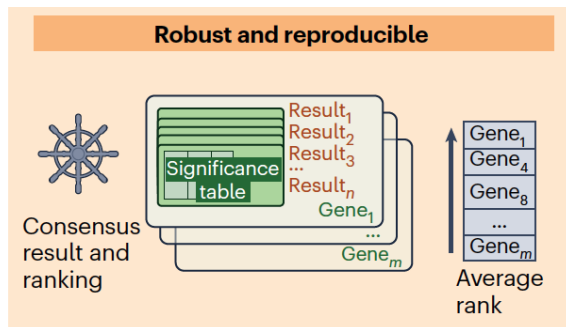 Robust and reproducible
Consensus
result and
ranking
Result₁
Result₂
Result₃
...
Resultₙ
Significance
table
Gene₁
...
Geneₘ
Gene₁
Gene₄
Gene₈
...
Geneₘ
Average
rank